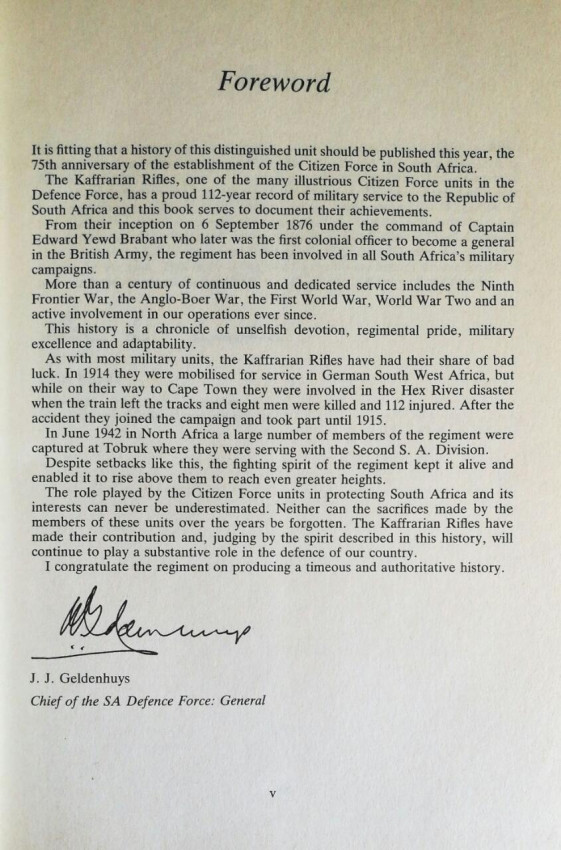 Foreword
It is fitting that a history of this distinguished unit should be published this year, the
75th anniversary of the establishment of the Citizen Force in South Africa.
The Kaffrarian Rifles, one of the many illustrious Citizen Force units in the
Defence Force, has a proud 112-year record of military service to the Republic of
South Africa and this book serves to document their achievements.
From their inception on 6 September 1876 under the command of Captain
Edward Yewd Brabant who later was the first colonial officer to become a general
in the British Army, the regiment has been involved in all South Africa's military
campaigns.
More than a century of continuous and dedicated service includes the Ninth
Frontier War, the Anglo-Boer War, the First World War, World War Two and an
active involvement in our operations ever since.
This history is a chronicle of unselfish devotion, regimental pride, military
excellence and adaptability.
As with most military units, the Kaffrarian Rifles have had their share of bad
luck. In 1914 they were mobilised for service in German South West Africa, but
while on their way to Cape Town they were involved in the Hex River disaster
when the train left the tracks and eight men were killed and 112 injured. After the
accident they joined the campaign and took part until 1915.
In June 1942 in North Africa a large number of members of the regiment were
captured at Tobruk where they were serving with the Second S. A. Division.
Despite setbacks like this, the fighting spirit of the regiment kept it alive and
enabled it to rise above them to reach even greater heights.
The role played by the Citizen Force units in protecting South Africa and its
interests can never be underestimated. Neither can the sacrifices made by the
members of these units over the years be forgotten. The Kaffrarian Rifles have
made their contribution and, judging by the spirit described in this history, will
continue to play a substantive role in the defence of our country.
I congratulate the regiment on producing a timeous and authoritative history.
J. J. Geldenhuys
Chief of the SA Defence Force: General
v